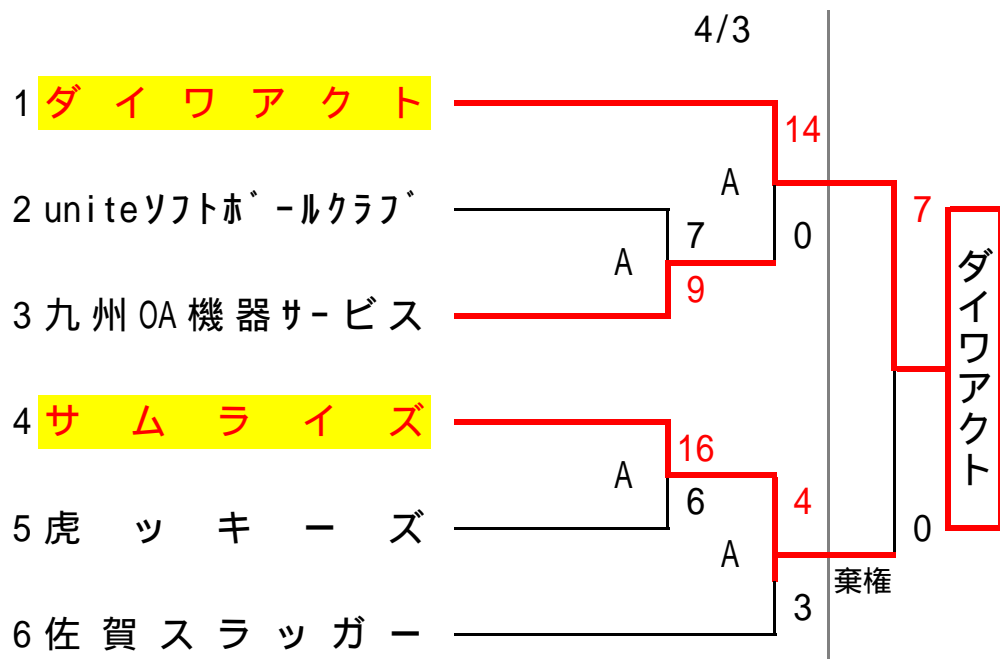 4/3
1 ダイワアクト
14
A
2 uniteソフトボールクラブ
7
0
7
A
9
3 九州OA機器サービス
ダイワアクト
4 サムライズ
16
A
6
4
0
5 虎ッキーズ
A
棄権
3
6 佐賀スラッガー